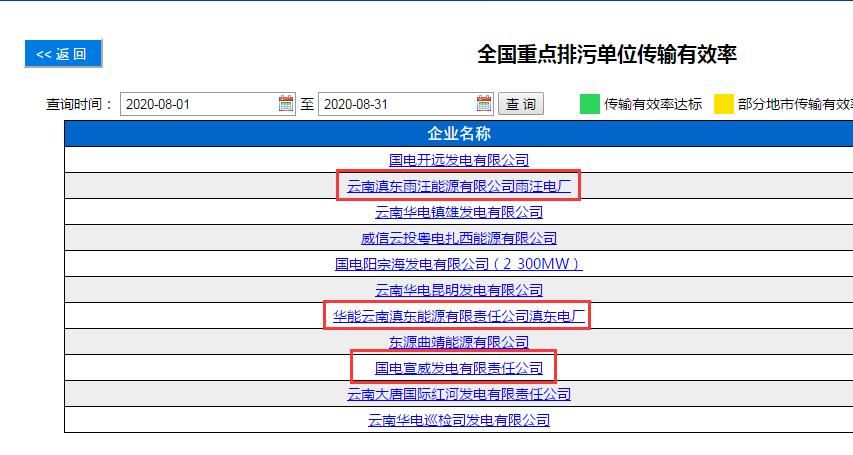 << 返 回
全国重点排污单位传输有效率
查询时间： 2020-08-01 至 2020-08-31 查 询 传输有效率达标 部分地市传输有效率
企业名称
国电开远发电有限公司
云南滇东雨汪能源有限公司雨汪电厂
云南华电镇雄发电有限公司
威信云投粤电扎西能源有限公司
国电阳宗海发电有限公司（2 300MW）
云南华电昆明发电有限公司
华能云南滇东能源有限责任公司滇东电厂
东源曲靖能源有限公司
国电宣威发电有限责任公司
云南大唐国际红河发电有限责任公司
云南华电巡检司发电有限公司